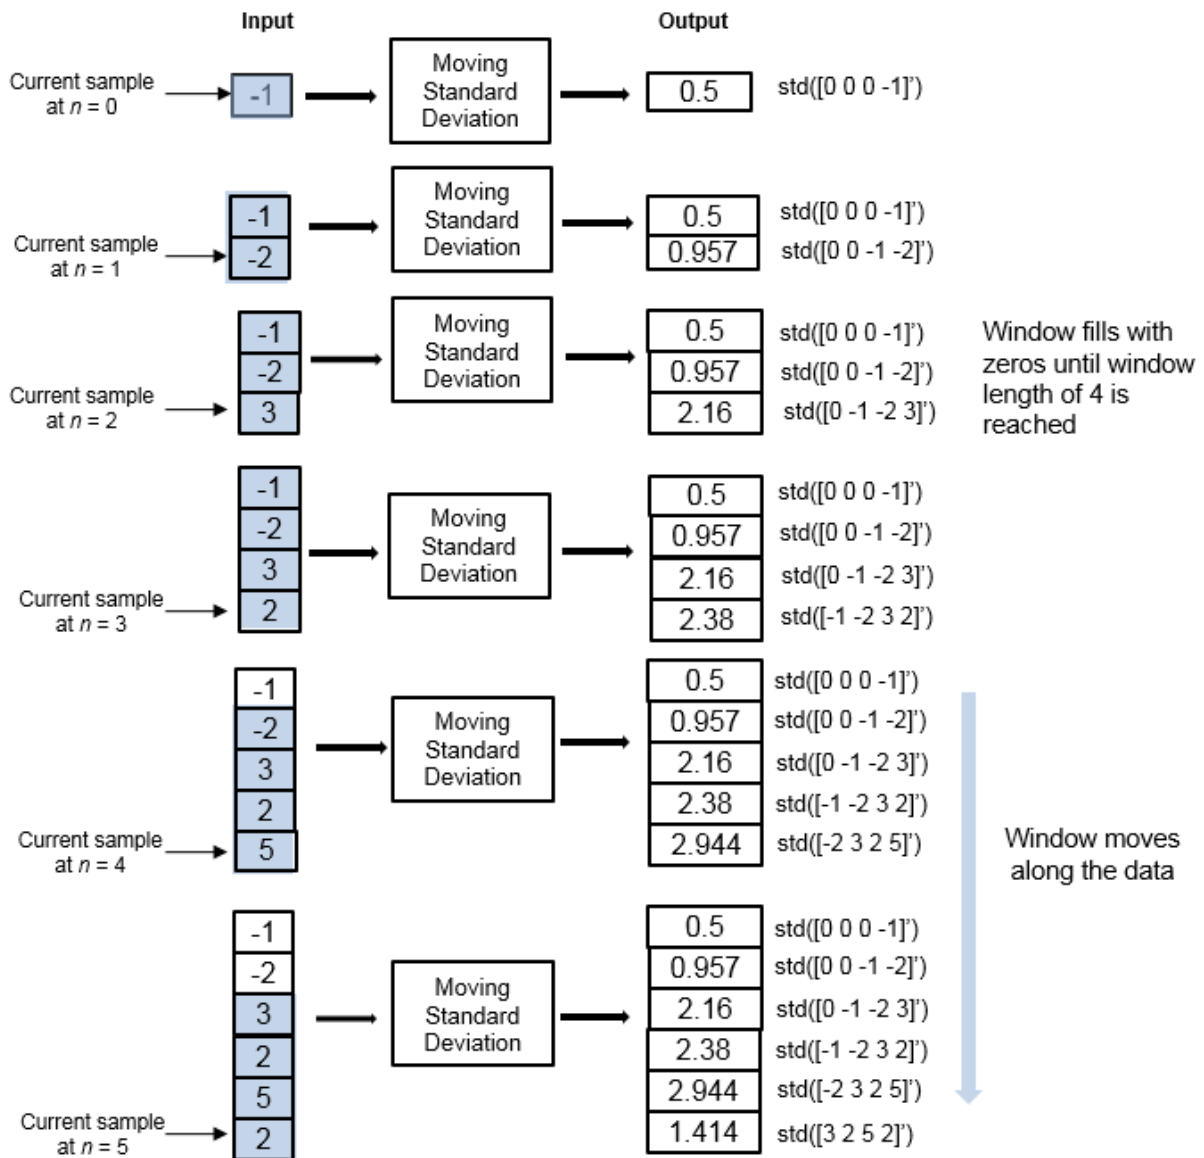 Input
Output
Current sample
at n = 0
-1
Moving
Standard
Deviation
0.5
std([0 0 0 -1]')
Current sample
at n = 1
-1
-2
Moving
Standard
Deviation
0.5
std([0 0 0 -1]')
0.957
std([0 0 -1 -2]')
Current sample
at n = 2
-1
-2
3
Moving
Standard
Deviation
0.5
std([0 0 0 -1]')
0.957
std([0 0 -1 -2]')
2.16
std([0 -1 -2 3]')
Window fills with
zeros until window
length of 4 is
reached
Current sample
at n = 3
-1
-2
3
2
Moving
Standard
Deviation
0.5
std([0 0 0 -1]')
0.957
std([0 0 -1 -2]')
2.16
std([0 -1 -2 3]')
2.38
std([-1 -2 3 2]')
Current sample
at n = 4
-1
-2
3
2
5
Moving
Standard
Deviation
0.5
std([0 0 0 -1]')
0.957
std([0 0 -1 -2]')
2.16
std([0 -1 -2 3]')
2.38
std([-1 -2 3 2]')
2.944
std([-2 3 2 5]')
Window moves
along the data
Current sample
at n = 5
-1
-2
3
2
5
2
Moving
Standard
Deviation
0.5
std([0 0 0 -1]')
0.957
std([0 0 -1 -2]')
2.16
std([0 -1 -2 3]')
2.38
std([-1 -2 3 2]')
2.944
std([-2 3 2 5]')
1.414
std([3 2 5 2]')